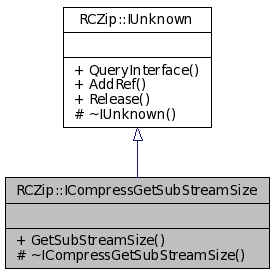 RCZip::IUnknown
+ QueryInterface()
+ AddRef()
+ Release()
# ~IUnknown()
RCZip::ICompressGetSubStreamSize
+ GetSubStreamSize()
# ~ICompressGetSubStreamSize()